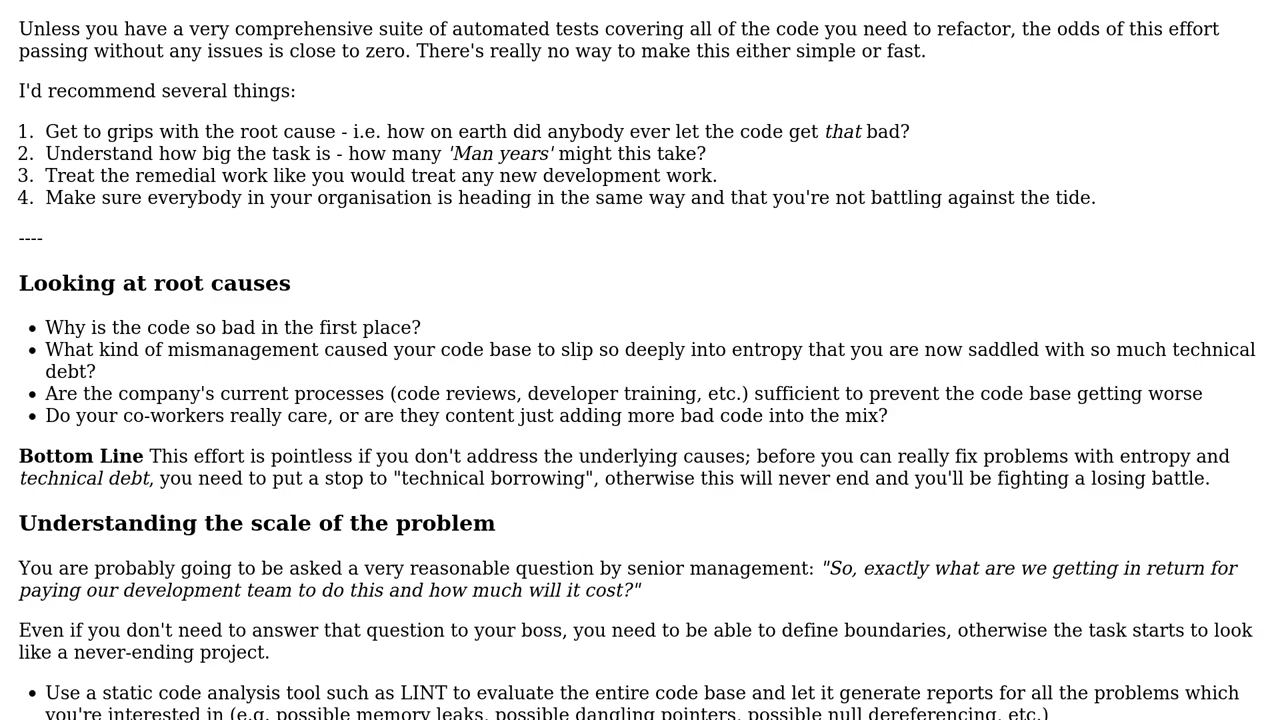 Unless you have a very comprehensive suite of automated tests covering all of the code you need to refactor, the odds of this effort
passing without any issues is close to zero. There's really no way to make this either simple or fast.
I'd recommend several things:
1. Get to grips with the root cause - i.e. how on earth did anybody ever let the code get that bad?
2. Understand how big the task is - how many 'Man years' might this take?
3. Treat the remedial work like you would treat any new development work.
4. Make sure everybody in your organisation is heading in the same way and that you're not battling against the tide.
----
Looking at root causes
• Why is the code so bad in the first place?
• What kind of mismanagement caused your code base to slip so deeply into entropy that you are now saddled with so much technical
debt?
• Are the company's current processes (code reviews, developer training, etc.) sufficient to prevent the code base getting worse
• Do your co-workers really care, or are they content just adding more bad code into the mix?
Bottom Line This effort is pointless if you don't address the underlying causes; before you can really fix problems with entropy and
technical debt, you need to put a stop to "technical borrowing", otherwise this will never end and you'll be fighting a losing battle.
Understanding the scale of the problem
You are probably going to be asked a very reasonable question by senior management: "So, exactly what are we getting in return for
paying our development team to do this and how much will it cost?"
Even if you don't need to answer that question to your boss, you need to be able to define boundaries, otherwise the task starts to look
like a never-ending project.
• Use a static code analysis tool such as LINT to evaluate the entire code base and let it generate reports for all the problems which
you're interested in (e.g. possible memory leaks, possible dangling pointers, possible null dereferencing, etc.)